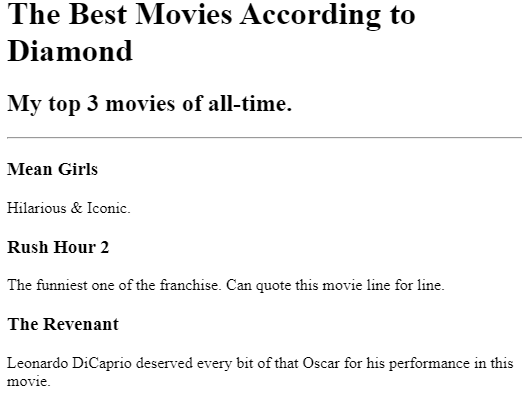 The Best Movies According to
Diamond
My top 3 movies of all-time.
Mean Girls
Hilarious & Iconic.
Rush Hour 2
The funniest one of the franchise. Can quote this movie line for line.
The Revenant
Leonardo DiCaprio deserved every bit of that Oscar for his performance in this
movie.